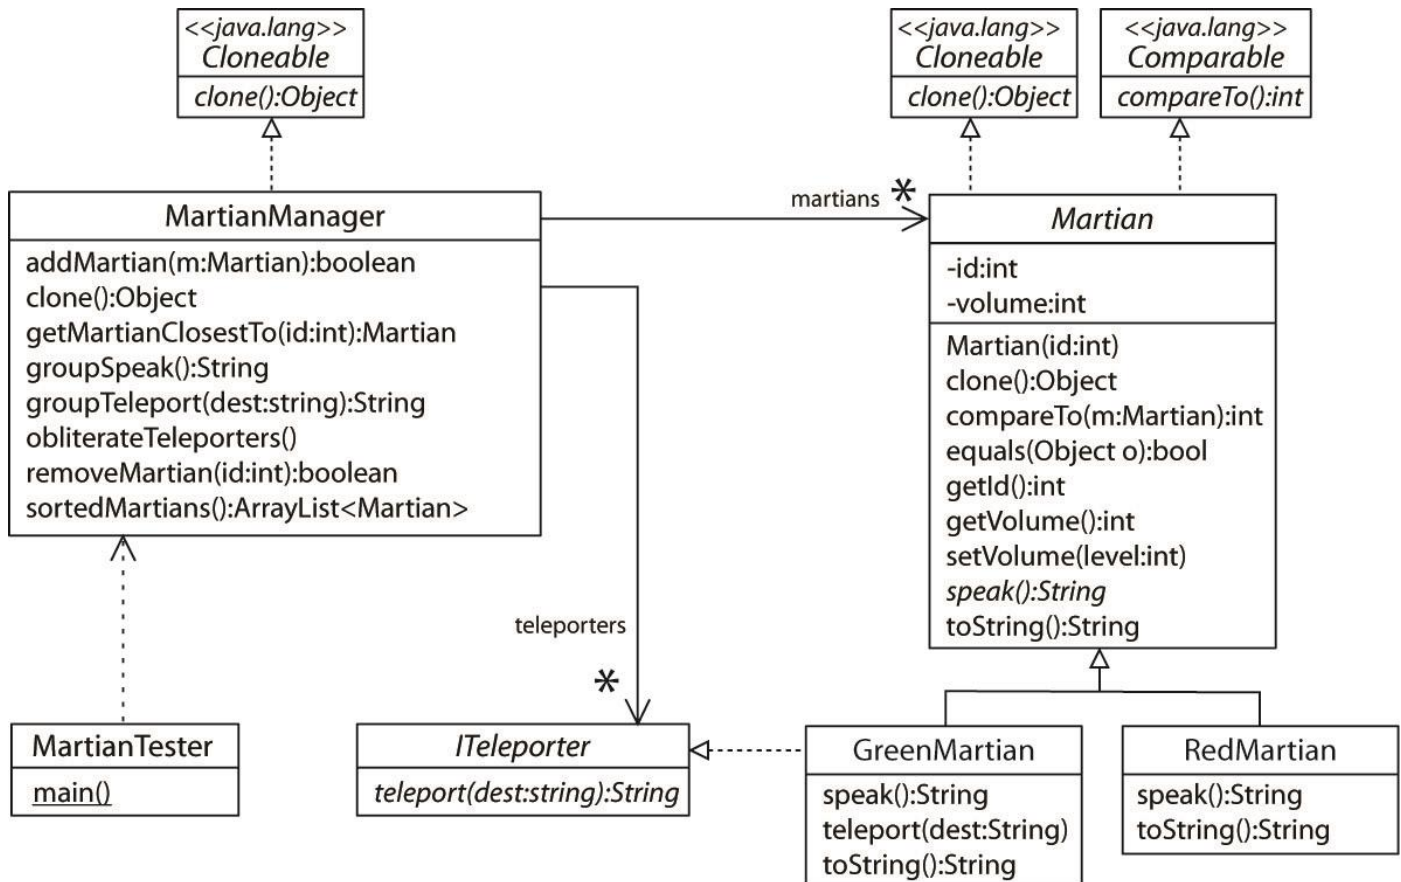 <<java.lang>>
Cloneable
clone():Object
<<java.lang>>
Cloneable
clone():Object
<<java.lang>>
Comparable
compareTo():int
MartianManager
addMartian(m:Martian):boolean
clone():Object
getMartianClosestTo(id:int):Martian
groupSpeak():String
groupTeleport(dest:string):String
obliterateTeleporters()
removeMartian(id:int):boolean
sortedMartians():ArrayList<Martian>
martians *
Martian
-id:int
-volume:int
Martian(id:int)
clone():Object
compareTo(m:Martian):int
equals(Object o):bool
getId():int
getVolume():int
setVolume(level:int)
speak():String
toString():String
teleporters
*
MartianTester
main()
ITeleporter
teleport(dest:string):String
GreenMartian
speak():String
teleport(dest:String)
toString():String
RedMartian
speak():String
toString():String